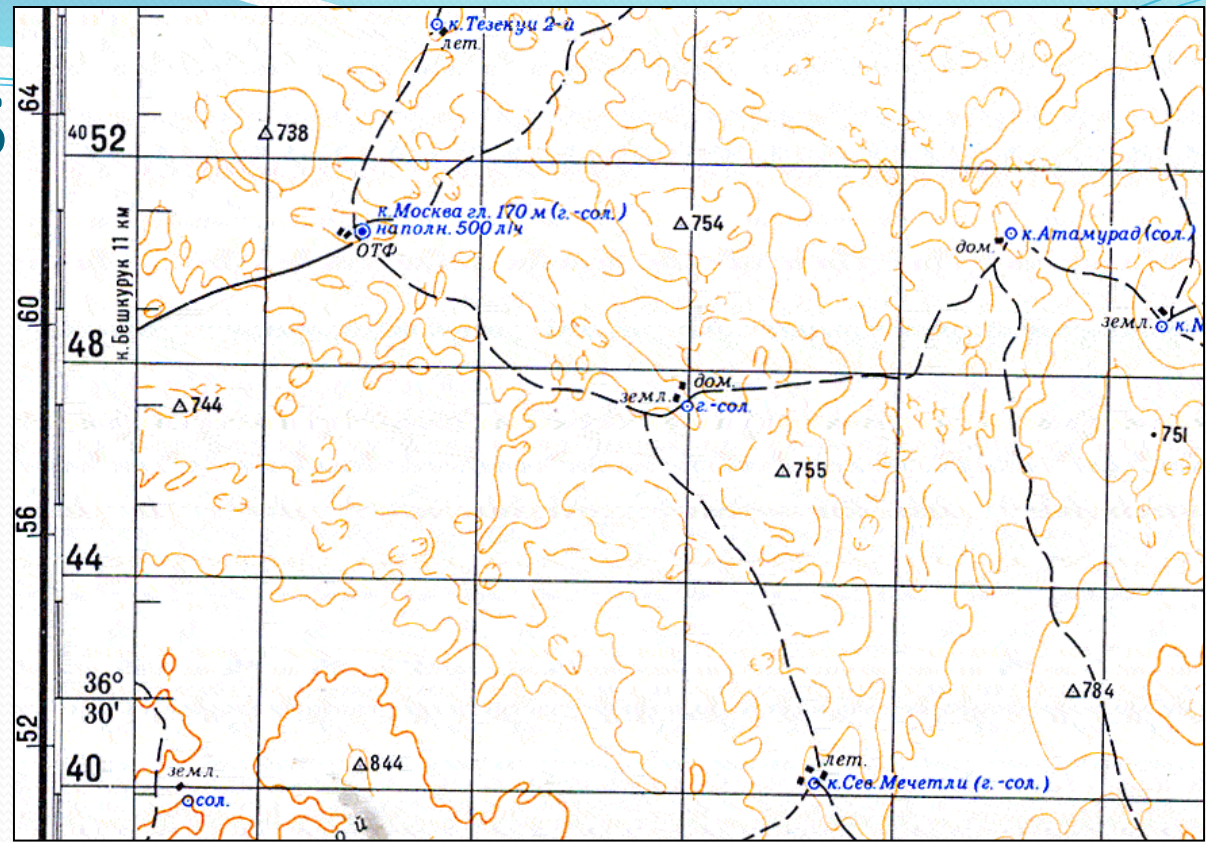 к.Тезекуи 2-й
лет.
64
738
40 52
к.Москва гл. 170 м (г.-сол.)
наполн. 500 л/ч
ОТФ
754
к.Атамурад (сол.)
дом.
к.Бешкурук 11 км
60
земл.
48
дом.
земл.
г.-сол.
744
751
755
56
44
36°
30'
784
52
844
лет.
40
земл.
к.Сев. Мечетли (г.-сол.)
сол.